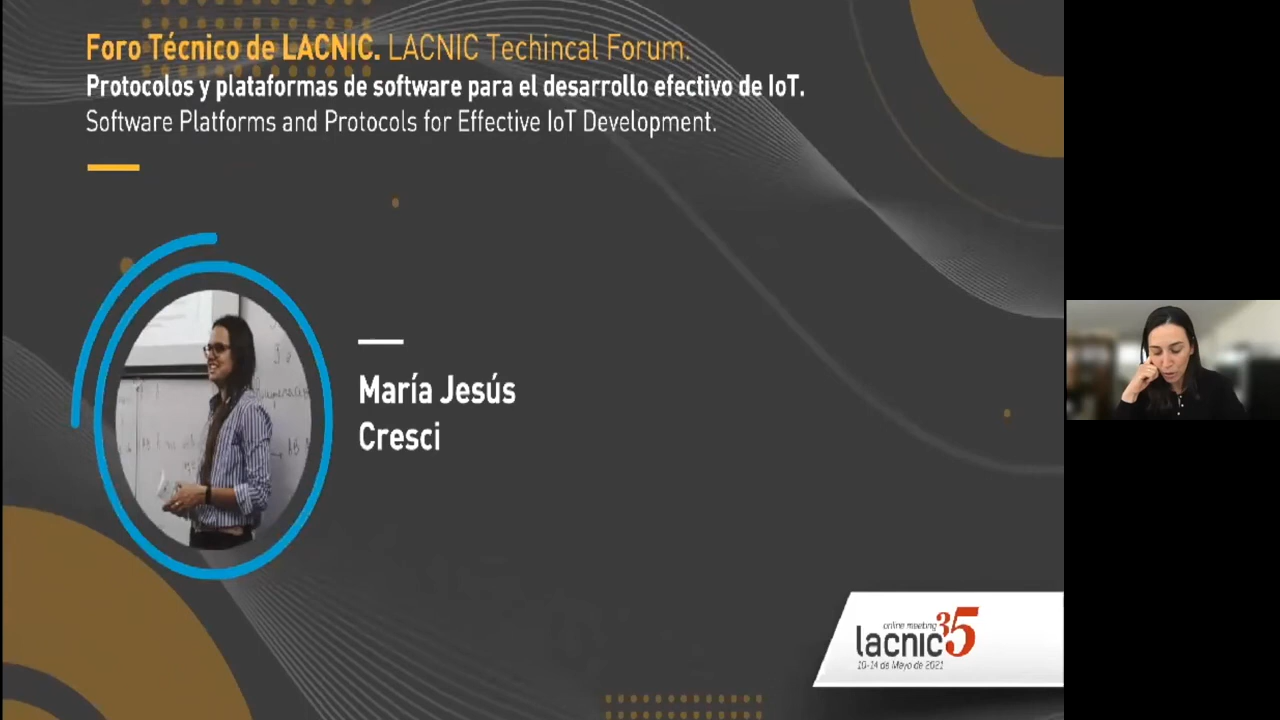 Foro Técnico de LACNIC. LACNIC Techincal Forum.
Protocolos y plataformas de software para el desarrollo efectivo de IoT.
Software Platforms and Protocols for Effective IoT Development.
María Jesús
Cresci
online meeting
lacnic35
10-14 de Mayo de 2021